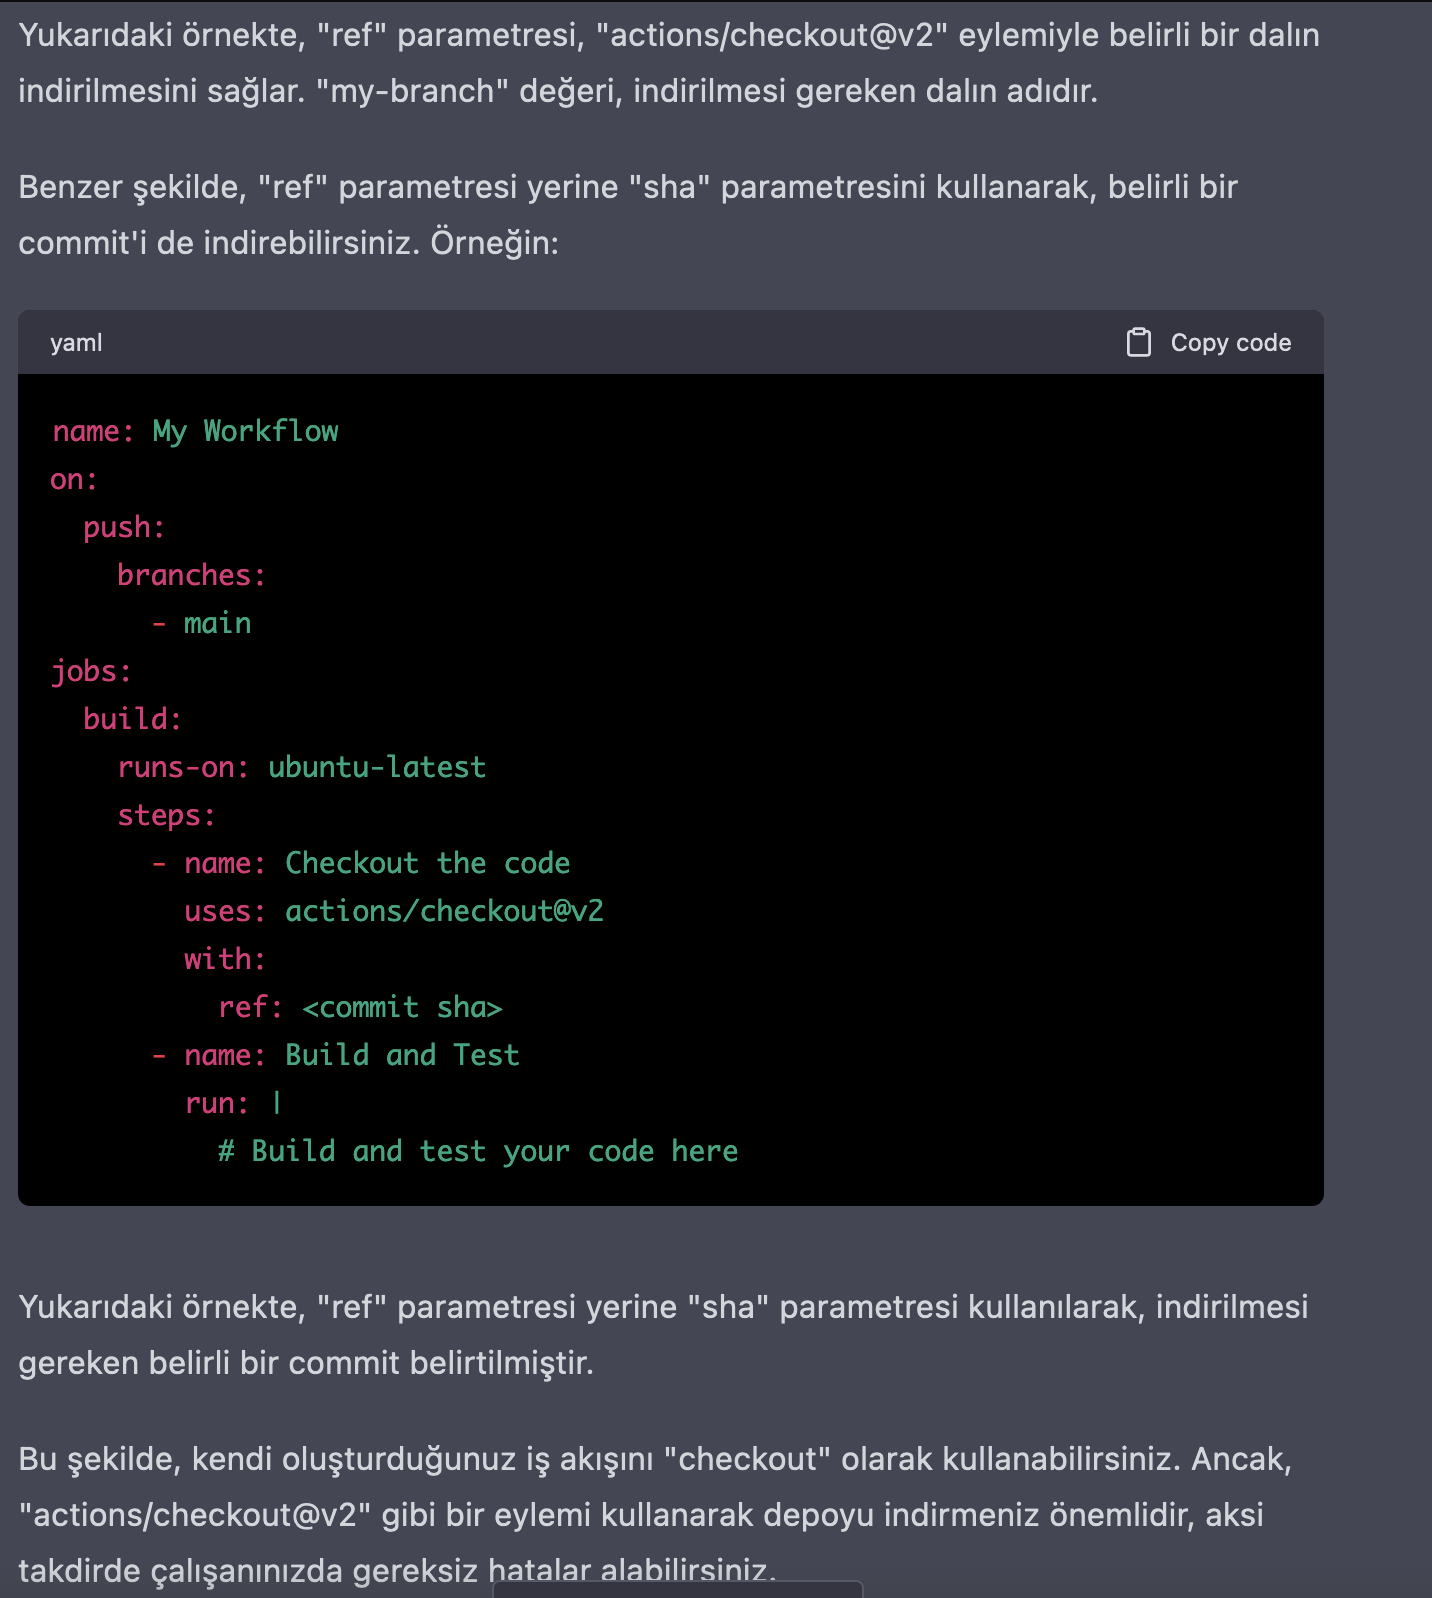 Yukarıdaki örnekte, "ref" parametresi, "actions/checkout@v2" eylemiyle belirli bir dalın
indirilmesini sağlar. "my-branch" değeri, indirilmesi gereken dalın adıdır.
Benzer şekilde, "ref" parametresi yerine "sha" parametresini kullanarak, belirli bir
commit'i de indirebilirsiniz. Örneğin:
yaml
Copy code
name: My Workflow
on:
  push:
    branches:
      - main
jobs:
  build:
    runs-on: ubuntu-latest
    steps:
      - name: Checkout the code
        uses: actions/checkout@v2
        with:
          ref: <commit sha>
      - name: Build and Test
        run: |
          # Build and test your code here
Yukarıdaki örnekte, "ref" parametresi yerine "sha" parametresi kullanılarak, indirilmesi
gereken belirli bir commit belirtilmiştir.
Bu şekilde, kendi oluşturduğunuz iş akışını "checkout" olarak kullanabilirsiniz. Ancak,
"actions/checkout@v2" gibi bir eylemi kullanarak depoyu indirmeniz önemlidir, aksi
takdirde çalışanınızda gereksiz hatalar alabilirsiniz.